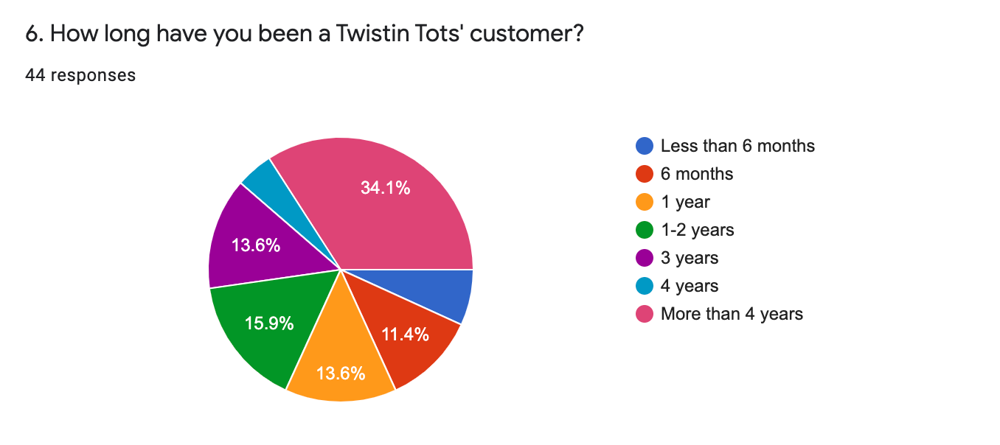 6. How long have you been a Twistin Tots' customer?
44 responses
34.1%
13.6%
15.9%
13.6%
11.4%
Less than 6 months
6 months
1 year
1-2 years
3 years
4 years
More than 4 years